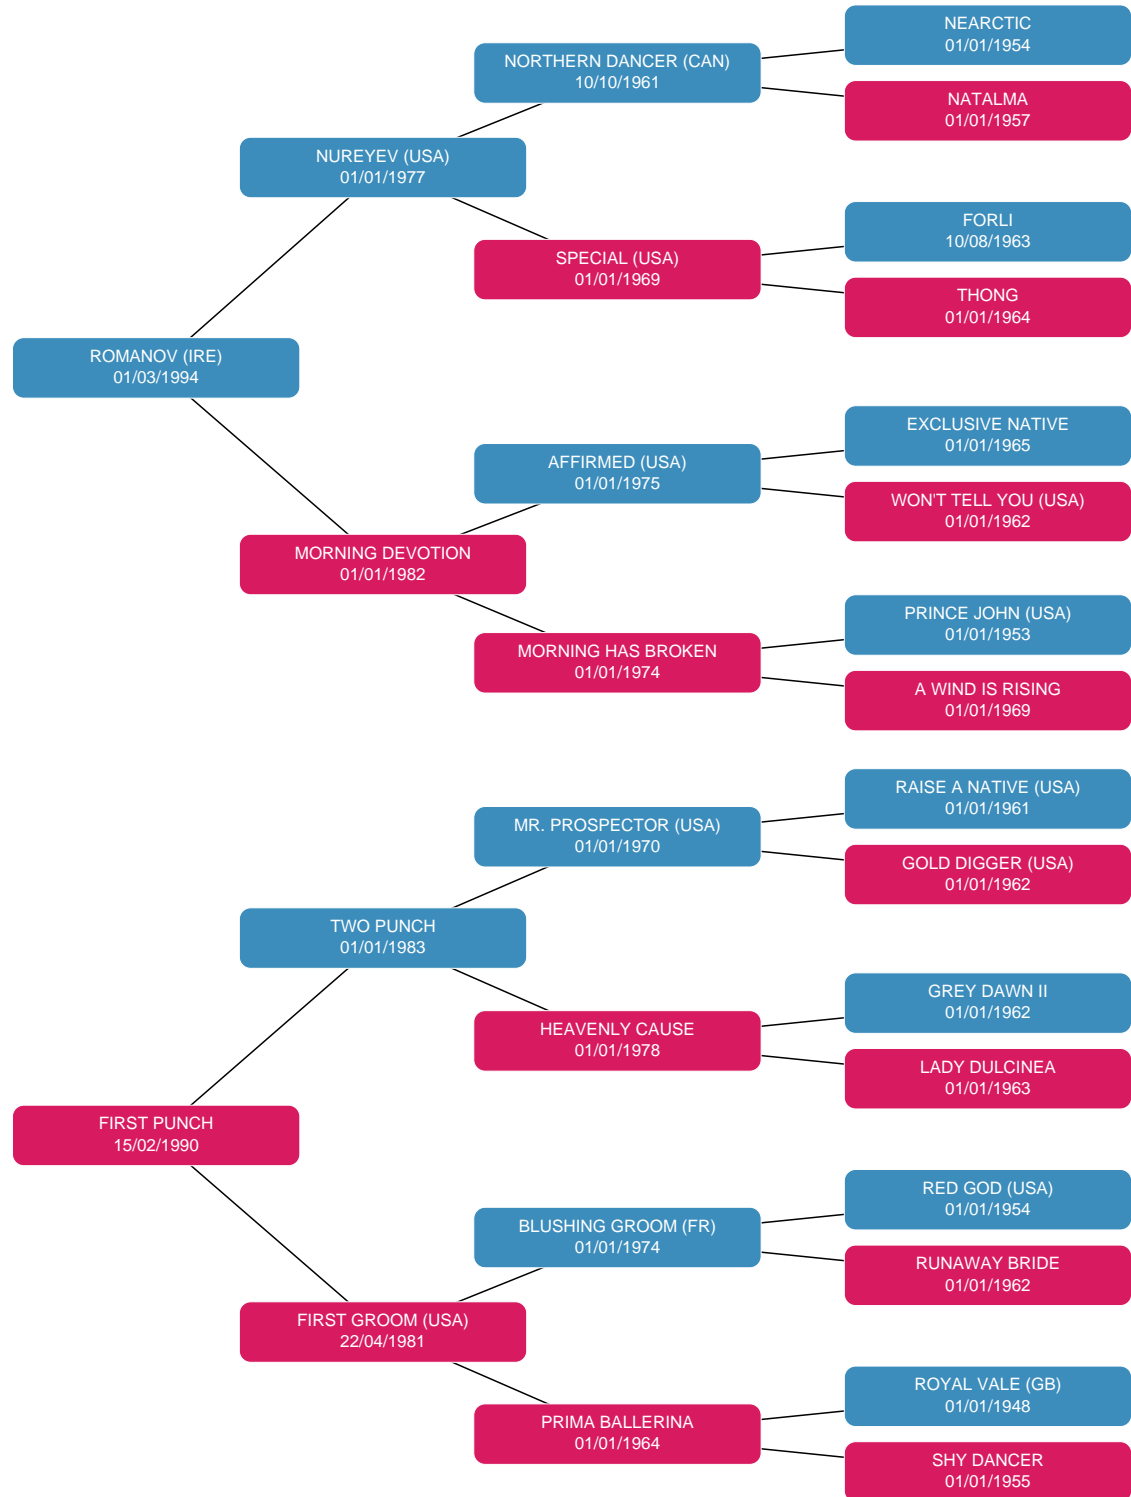 NEARCTIC
01/01/1954
NORTHERN DANCER (CAN)
10/10/1961
NATALMA
01/01/1957
NUREYEV (USA)
01/01/1977
FORLI
10/08/1963
SPECIAL (USA)
01/01/1969
THONG
01/01/1964
ROMANOV (IRE)
01/03/1994
EXCLUSIVE NATIVE
01/01/1965
AFFIRMED (USA)
01/01/1975
WON'T TELL YOU (USA)
01/01/1962
MORNING DEVOTION
01/01/1982
PRINCE JOHN (USA)
01/01/1953
MORNING HAS BROKEN
01/01/1974
A WIND IS RISING
01/01/1969
RAISE A NATIVE (USA)
01/01/1961
MR. PROSPECTOR (USA)
01/01/1970
GOLD DIGGER (USA)
01/01/1962
TWO PUNCH
01/01/1983
GREY DAWN II
01/01/1962
HEAVENLY CAUSE
01/01/1978
LADY DULCINEA
01/01/1963
FIRST PUNCH
15/02/1990
RED GOD (USA)
01/01/1954
BLUSHING GROOM (FR)
01/01/1974
RUNAWAY BRIDE
01/01/1962
FIRST GROOM (USA)
22/04/1981
ROYAL VALE (GB)
01/01/1948
PRIMA BALLERINA
01/01/1964
SHY DANCER
01/01/1955